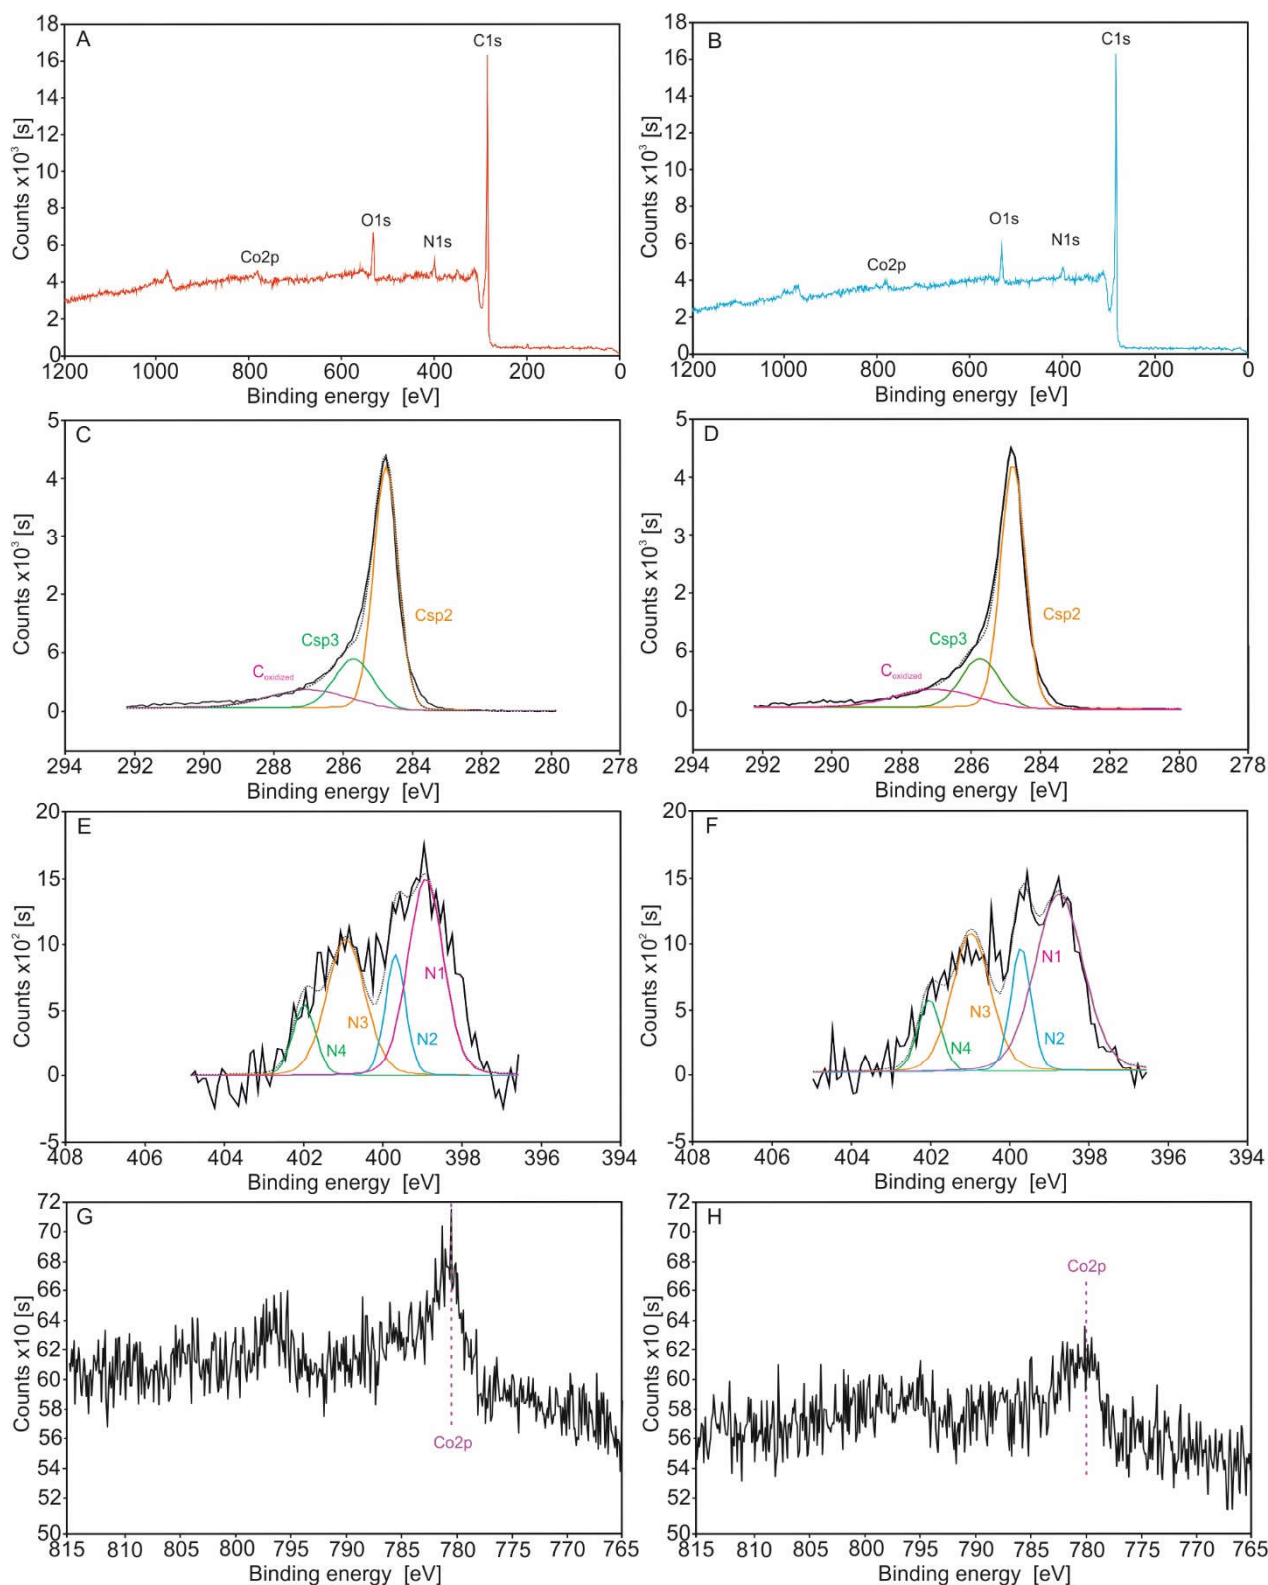 A
18
16
14
12
10
8
6
4
2
0
Counts x10³ [s]
C1s
O1s
N1s
Co2p
1200 1000 800 600 400 200 0
Binding energy [eV]
B
18
16
14
12
10
8
6
4
2
0
Counts x10³ [s]
C1s
O1s
N1s
Co2p
1200 1000 800 600 400 200 0
Binding energy [eV]
C
5
4
3
2
6
0
Counts x10³ [s]
Csp2
Csp3
Coxidized
294 292 290 288 286 284 282 280 278
Binding energy [eV]
D
5
4
3
2
6
0
Counts x10³ [s]
Csp2
Csp3
Coxidized
294 292 290 288 286 284 282 280 278
Binding energy [eV]
E
20
15
10
5
0
-5
Counts x10² [s]
N1
N3
N2
N4
408 406 404 402 400 398 396 394
Binding energy [eV]
F
20
15
10
5
0
-5
Counts x10² [s]
N1
N3
N2
N4
408 406 404 402 400 398 396 394
Binding energy [eV]
G
72
70
68
66
64
62
60
58
56
54
52
50
Counts x10 [s]
Co2p
815 810 805 800 795 790 785 780 775 770 765
Binding energy [eV]
H
72
70
68
66
64
62
60
58
56
54
52
50
Counts x10 [s]
Co2p
815 810 805 800 795 790 785 780 775 770 765
Binding energy [eV]